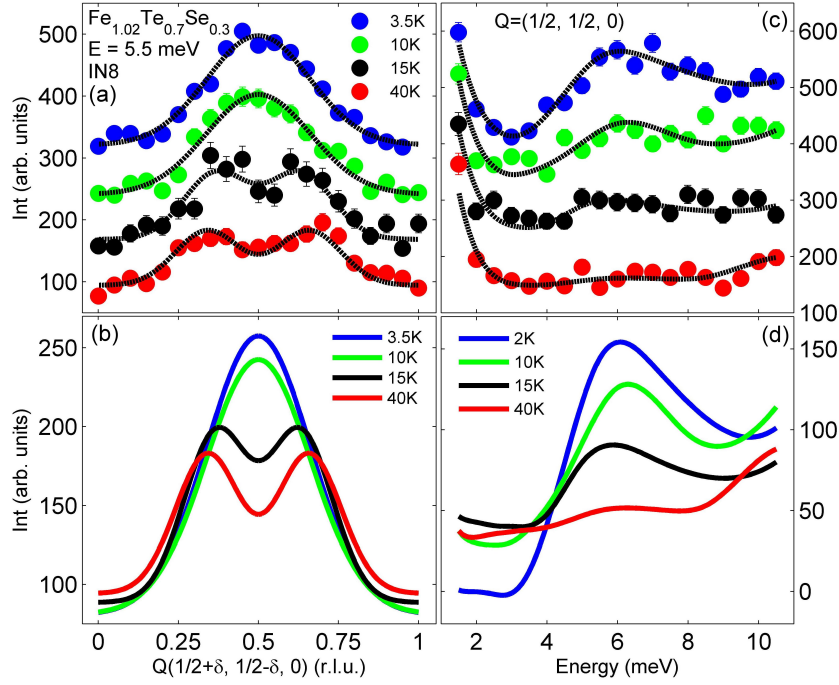 Fe1.02Te0.7Se0.3
E = 5.5 meV
IN8
(a)
3.5K
10K
15K
40K
500
400
300
200
100
Int (arb. units)
(c)
Q=(1/2, 1/2, 0)
600
500
400
300
200
100
(b)
3.5K
10K
15K
40K
250
200
150
100
Int (arb. units)
0
0.25
0.5
0.75
1
Q(1/2+δ, 1/2-δ, 0) (r.l.u.)
(d)
2K
10K
15K
40K
150
100
50
0
2
4
6
8
10
Energy (meV)